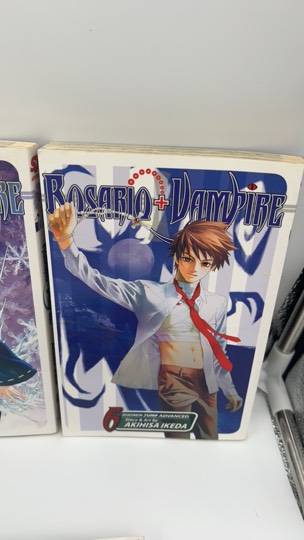 ROSARIO+VAMPIRE
6
SHONEN JUMP ADVANCED
Story & Art by
AKIHISA IKEDA